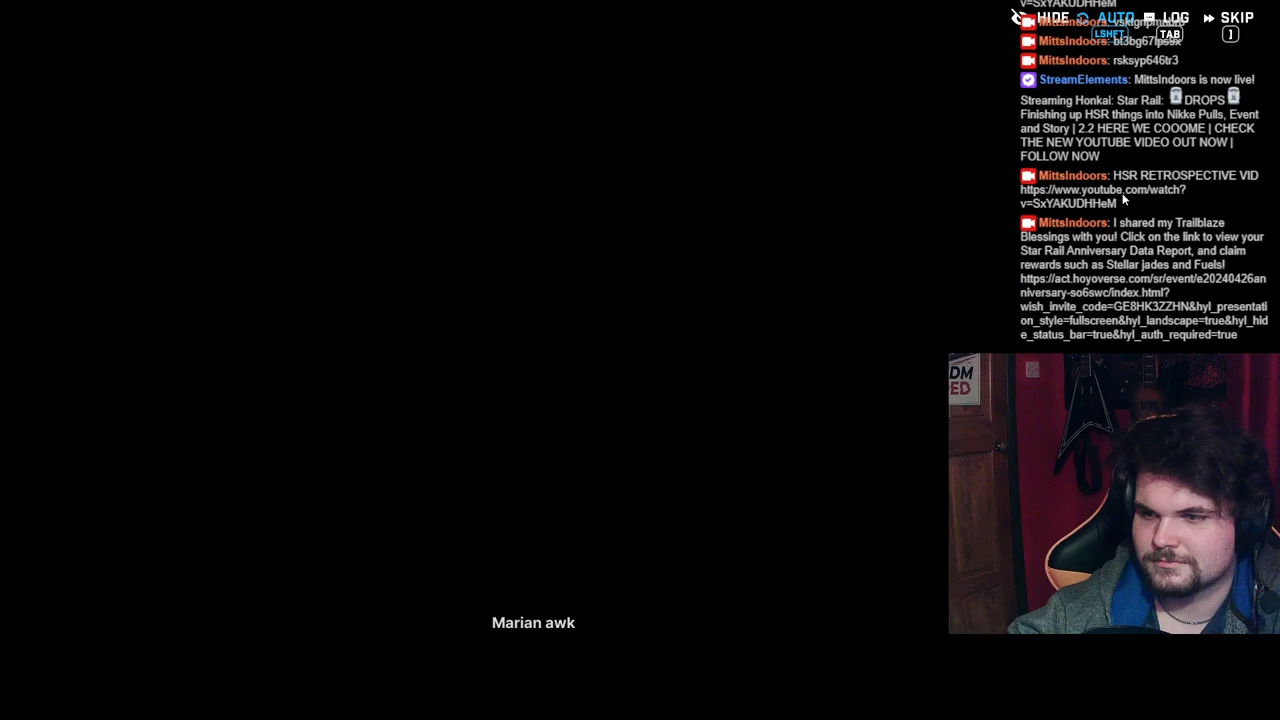 v=SxYAKUDHHeM
HIDE AUTO LOG SKIP
LSHFT TAB ]
MittsIndoors:
MittsIndoors: bt3bg67fps9x
MittsIndoors: rsksyp646tr3
StreamElements: MittsIndoors is now live!
Streaming Honkai: Star Rail: DROPS
Finishing up HSR things into Nikke Pulls, Event
and Story | 2.2 HERE WE COOOME | CHECK
THE NEW YOUTUBE VIDEO OUT NOW |
FOLLOW NOW
MittsIndoors: HSR RETROSPECTIVE VID
https://www.youtube.com/watch?
v=SxYAKUDHHeM
MittsIndoors: I shared my Trailblaze
Blessings with you! Click on the link to view your
Star Rail Anniversary Data Report, and claim
rewards such as Stellar jades and Fuels!
https://act.hoyoverse.com/sr/event/e20240426an
niversary-so6swc/index.html?
wish_invite_code=GE8HK3ZZHN&hyl_presentati
on_style=fullscreen&hyl_landscape=true&hyl_hid
e_status_bar=true&hyl_auth_required=true
DM
ED
Marian awk